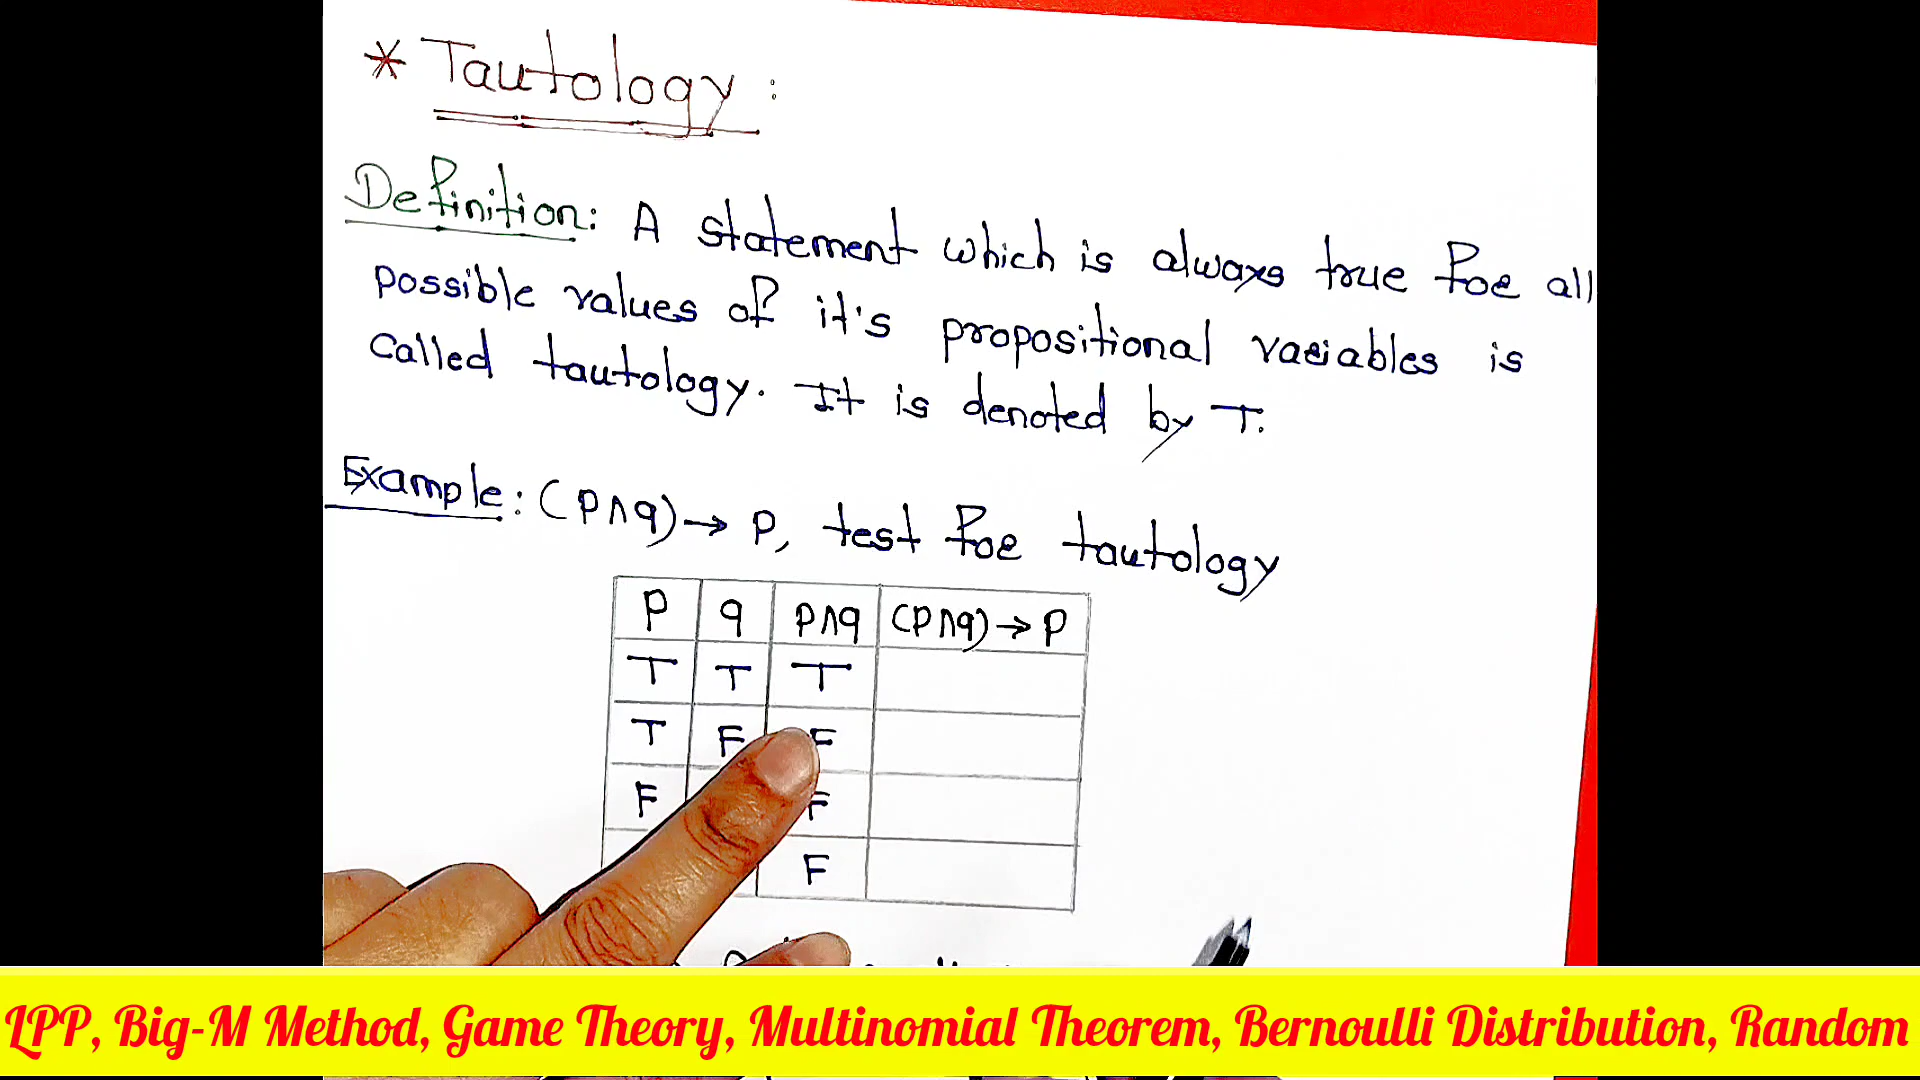 * Tautology :
Definition: A statement which is always true foe all
possible values of it's propositional vaeiables is
called tautology. It is denoted by T.
Example: (P∧q) → P, test foe tautology
P q P∧q (P∧q) → P
T T T
T F F
F F
F
LPP, Big-M Method, Game Theory, Multinomial Theorem, Bernoulli Distribution, Random